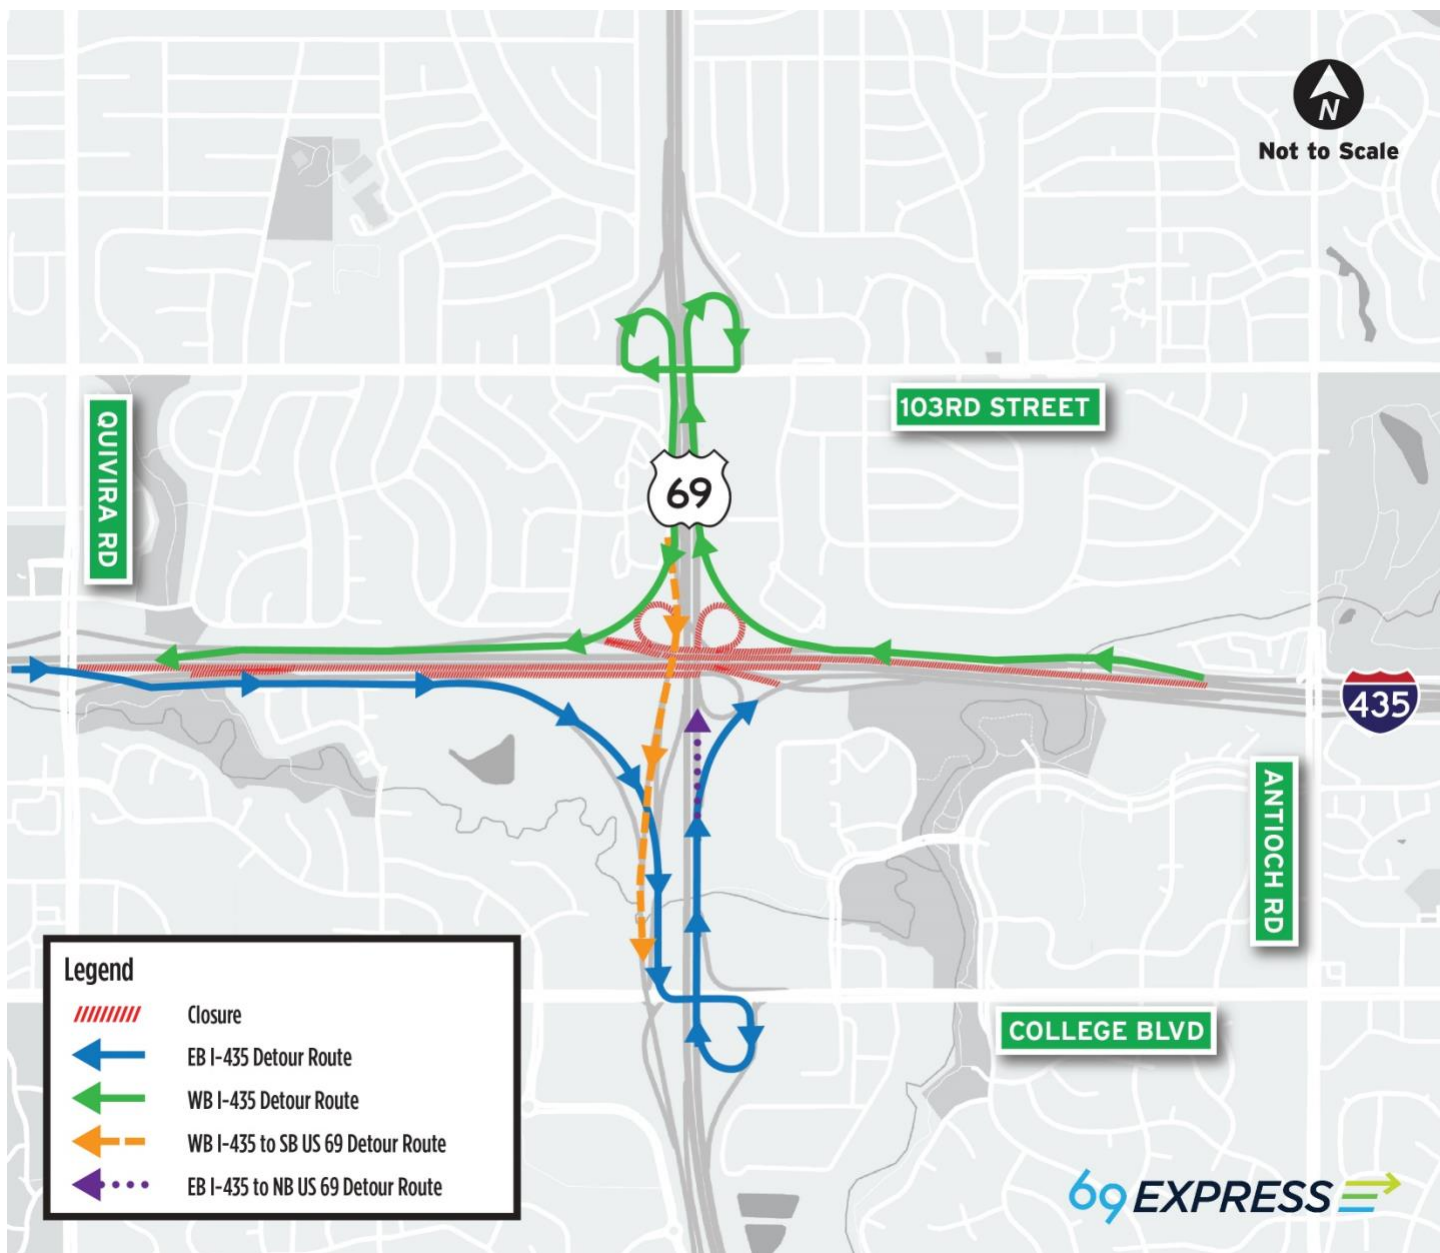 N
Not to Scale
103RD STREET
QUIVIRA RD
69
435
ANTIOCH RD
COLLEGE BLVD
Legend
Closure
EB I-435 Detour Route
WB I-435 Detour Route
WB I-435 to SB US 69 Detour Route
EB I-435 to NB US 69 Detour Route
69 EXPRESS